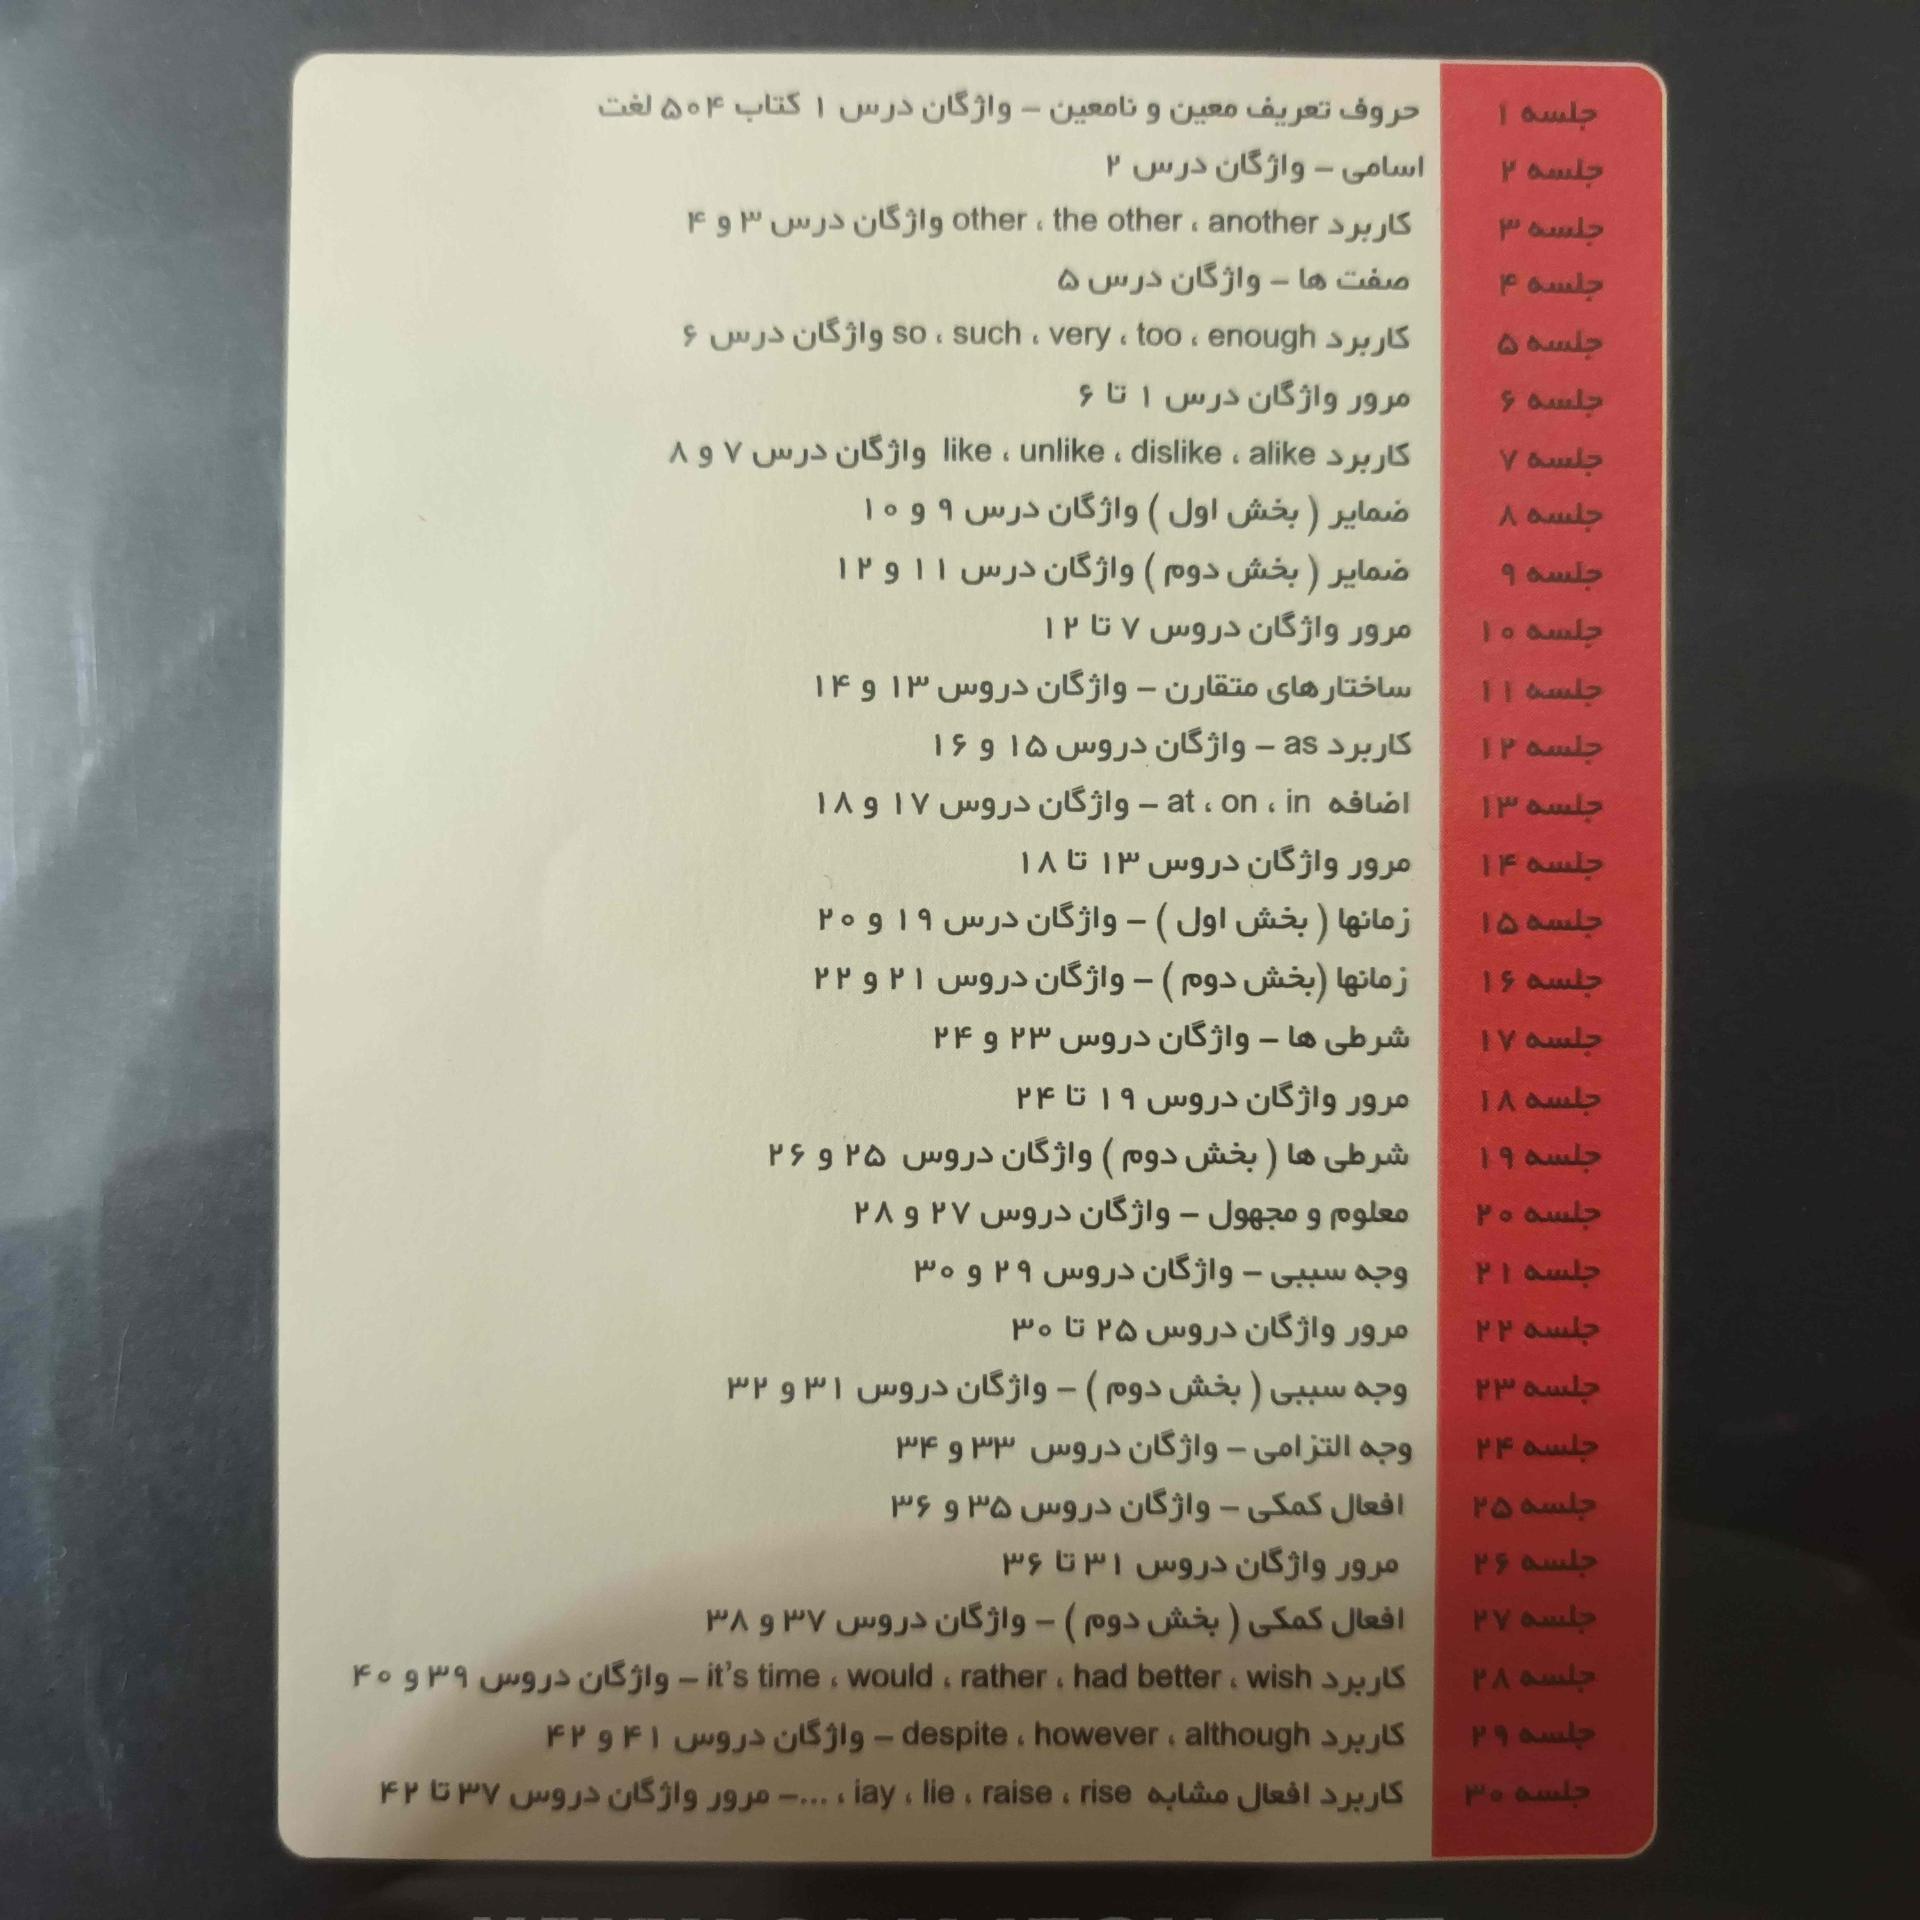 جلسه ۱ حروف تعریف معین و نامعین – واژگان درس ۱ کتاب ۵۰۴ لغت
جلسه ۲ اسامی – واژگان درس ۲
جلسه ۳ کاربرد other ، the other ، another واژگان درس ۳ و ۴
جلسه ۴ صفت ها – واژگان درس ۵
جلسه ۵ کاربرد so ، such ، very ، too ، enough واژگان درس ۶
جلسه ۶ مرور واژگان درس ۱ تا ۶
جلسه ۷ کاربرد like ، unlike ، dislike ، alike واژگان درس ۷ و ۸
جلسه ۸ ضمایر ( بخش اول ) واژگان درس ۹ و ۱۰
جلسه ۹ ضمایر ( بخش دوم ) واژگان درس ۱۱ و ۱۲
جلسه ۱۰ مرور واژگان دروس ۷ تا ۱۲
جلسه ۱۱ ساختارهای متقارن – واژگان دروس ۱۳ و ۱۴
جلسه ۱۲ کاربرد as – واژگان دروس ۱۵ و ۱۶
جلسه ۱۳ اضافه at ، on ، in – واژگان دروس ۱۷ و ۱۸
جلسه ۱۴ مرور واژگان دروس ۱۳ تا ۱۸
جلسه ۱۵ زمانها ( بخش اول ) – واژگان درس ۱۹ و ۲۰
جلسه ۱۶ زمانها (بخش دوم ) – واژگان دروس ۲۱ و ۲۲
جلسه ۱۷ شرطی ها – واژگان دروس ۲۳ و ۲۴
جلسه ۱۸ مرور واژگان دروس ۱۹ تا ۲۴
جلسه ۱۹ شرطی ها ( بخش دوم ) واژگان دروس ۲۵ و ۲۶
جلسه ۲۰ معلوم و مجهول – واژگان دروس ۲۷ و ۲۸
جلسه ۲۱ وجه سببی – واژگان دروس ۲۹ و ۳۰
جلسه ۲۲ مرور واژگان دروس ۲۵ تا ۳۰
جلسه ۲۳ وجه سببی ( بخش دوم ) – واژگان دروس ۳۱ و ۳۲
جلسه ۲۴ وجه التزامی – واژگان دروس ۳۳ و ۳۴
جلسه ۲۵ افعال کمکی – واژگان دروس ۳۵ و ۳۶
جلسه ۲۶ مرور واژگان دروس ۳۱ تا ۳۶
جلسه ۲۷ افعال کمکی ( بخش دوم ) – واژگان دروس ۳۷ و ۳۸
جلسه ۲۸ کاربرد it's time ، would ، rather ، had better ، wish – واژگان دروس ۳۹ و ۴۰
جلسه ۲۹ کاربرد despite ، however ، although – واژگان دروس ۴۱ و ۴۲
جلسه ۳۰ کاربرد افعال مشابه iay ، lie ، raise ، rise ، ...– مرور واژگان دروس ۳۷ تا ۴۲